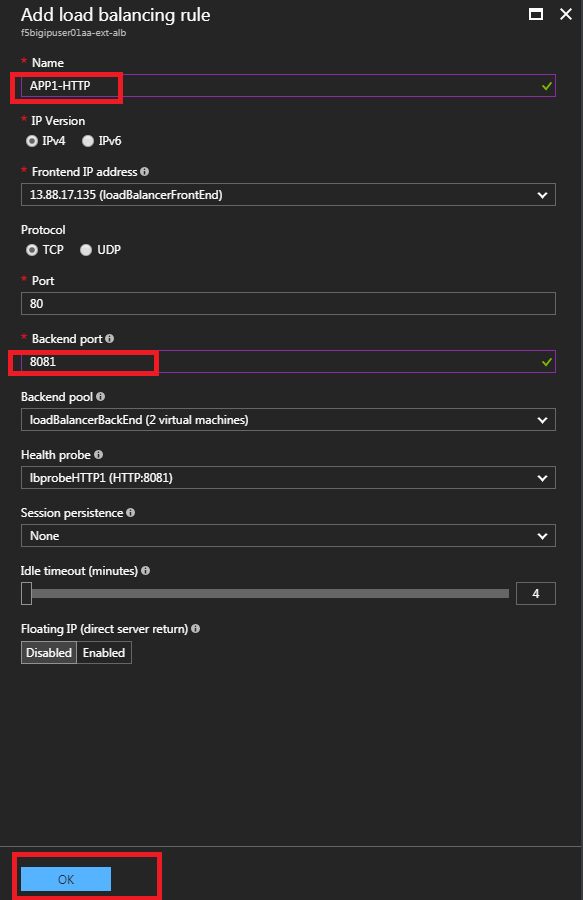 Add load balancing rule
f5bigipuser01aa-ext-alb
* Name
APP1-HTTP
* IP Version
IPv4 IPv6
* Frontend IP address
13.88.17.135 (loadBalancerFrontEnd)
Protocol
TCP UDP
* Port
80
* Backend port
8081
Backend pool
loadBalancerBackEnd (2 virtual machines)
Health probe
lbprobeHTTP1 (HTTP:8081)
Session persistence
None
Idle timeout (minutes)
4
Floating IP (direct server return)
Disabled Enabled
OK